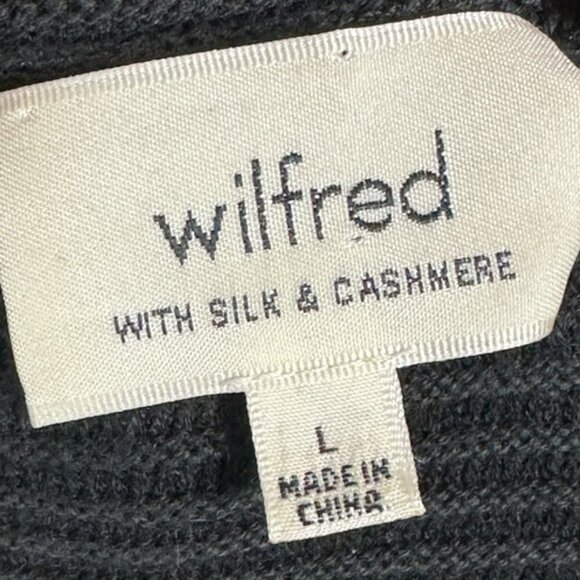 wilfred
WITH SILK & CASHMERE
L
MADE IN
CHINA